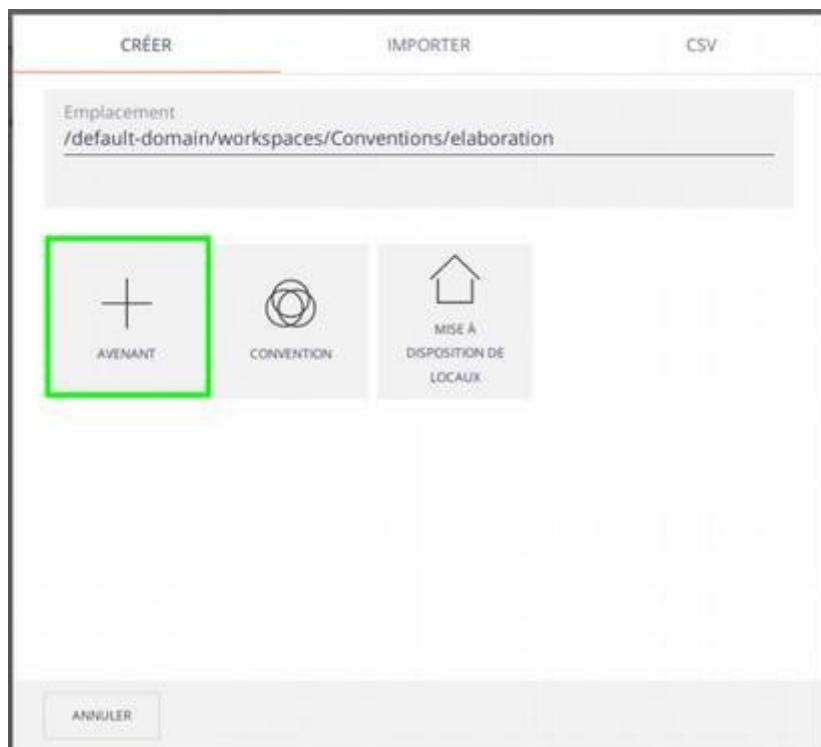 CRÉER
IMPORTER
CSV
Emplacement
/default-domain/workspaces/Conventions/elaboration
AVENANT
CONVENTION
MISE À
DISPOSITION DE
LOCAUX
ANNULER